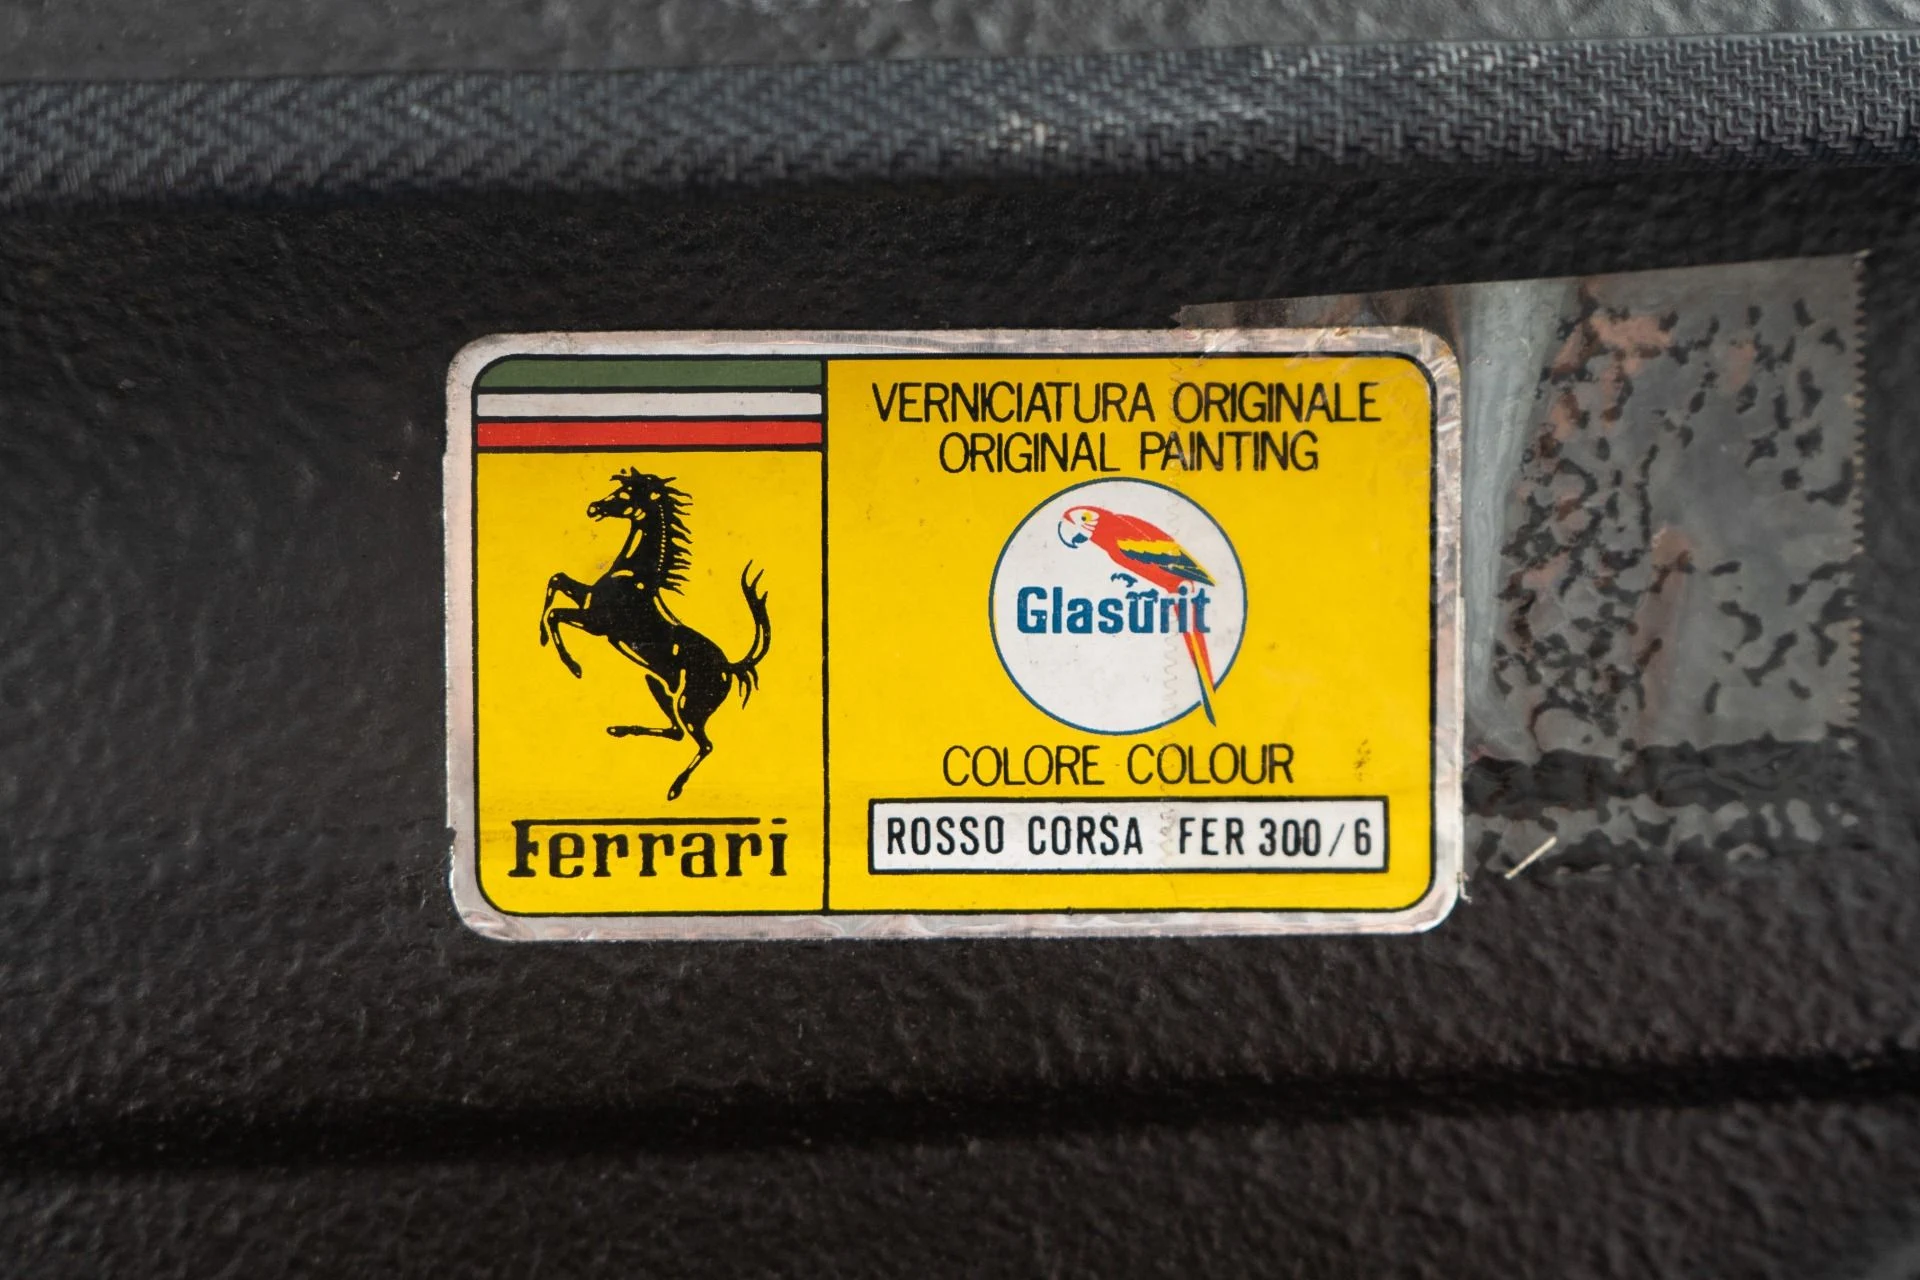 Ferrari
VERNICIATURA ORIGINALE
ORIGINAL PAINTING
Glasurit
COLORE COLOUR
ROSSO CORSA FER 300/6